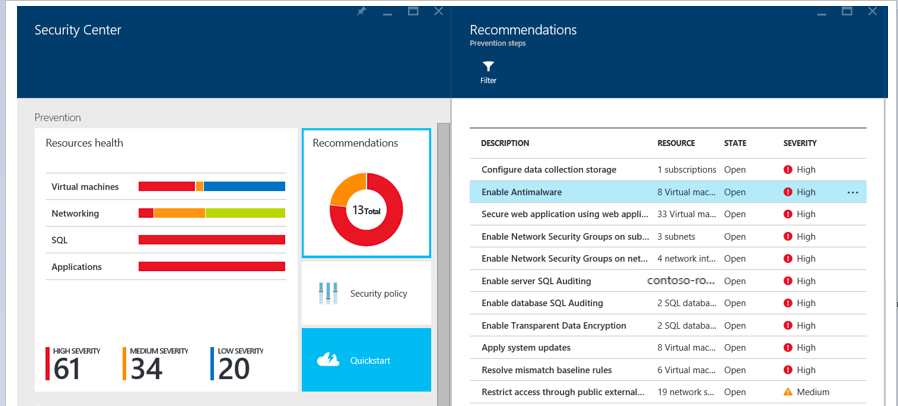 Security Center
Recommendations
Prevention steps
Filter
Prevention
Resources health
Virtual machines
Networking
SQL
Applications
HIGH SEVERITY
61
MEDIUM SEVERITY
34
LOW SEVERITY
20
Recommendations
13 Total
Security policy
Quickstart
DESCRIPTION RESOURCE STATE SEVERITY
Configure data collection storage 1 subscriptions Open High
Enable Antimalware 8 Virtual mac... Open High ...
Secure web application using web appli... 33 Virtual ma... Open High
Enable Network Security Groups on sub... 3 subnets Open High
Enable Network Security Groups on net... 4 network int... Open High
Enable server SQL Auditing contoso-ro... Open High
Enable database SQL Auditing 2 SQL databa... Open High
Enable Transparent Data Encryption 2 SQL databa... Open High
Apply system updates 8 Virtual mac... Open High
Resolve mismatch baseline rules 6 Virtual mac... Open High
Restrict access through public external... 19 network s... Open Medium